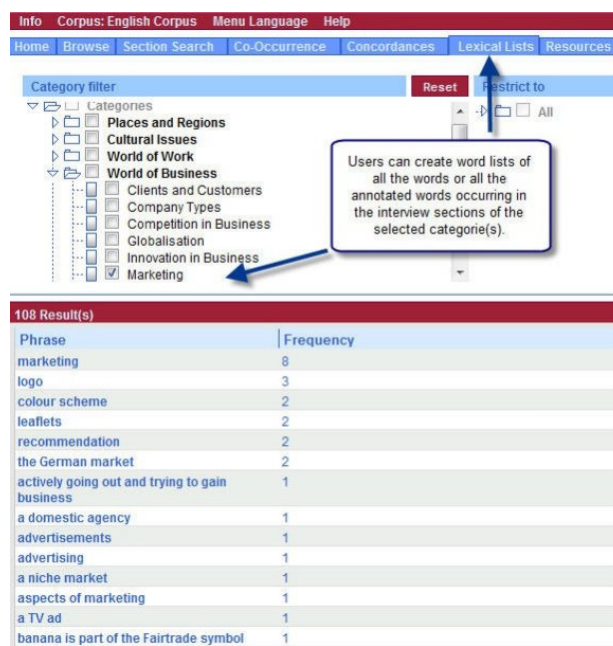 Info Corpus: English Corpus Menu Language Help
Home Browse Section Search Co-Occurrence Concordances Lexical Lists Resources
Category filter Reset Restrict to
Categories All
Places and Regions
Cultural Issues
World of Work
World of Business
Clients and Customers
Company Types
Competition in Business
Globalisation
Innovation in Business
Marketing
Users can create word lists of
all the words or all the
annotated words occurring in
the interview sections of the
selected categorie(s).
108 Result(s)
Phrase Frequency
marketing 8
logo 3
colour scheme 2
leaflets 2
recommendation 2
the German market 2
actively going out and trying to gain 1
business
a domestic agency 1
advertisements 1
advertising 1
a niche market 1
aspects of marketing 1
a TV ad 1
banana is part of the Fairtrade symbol 1